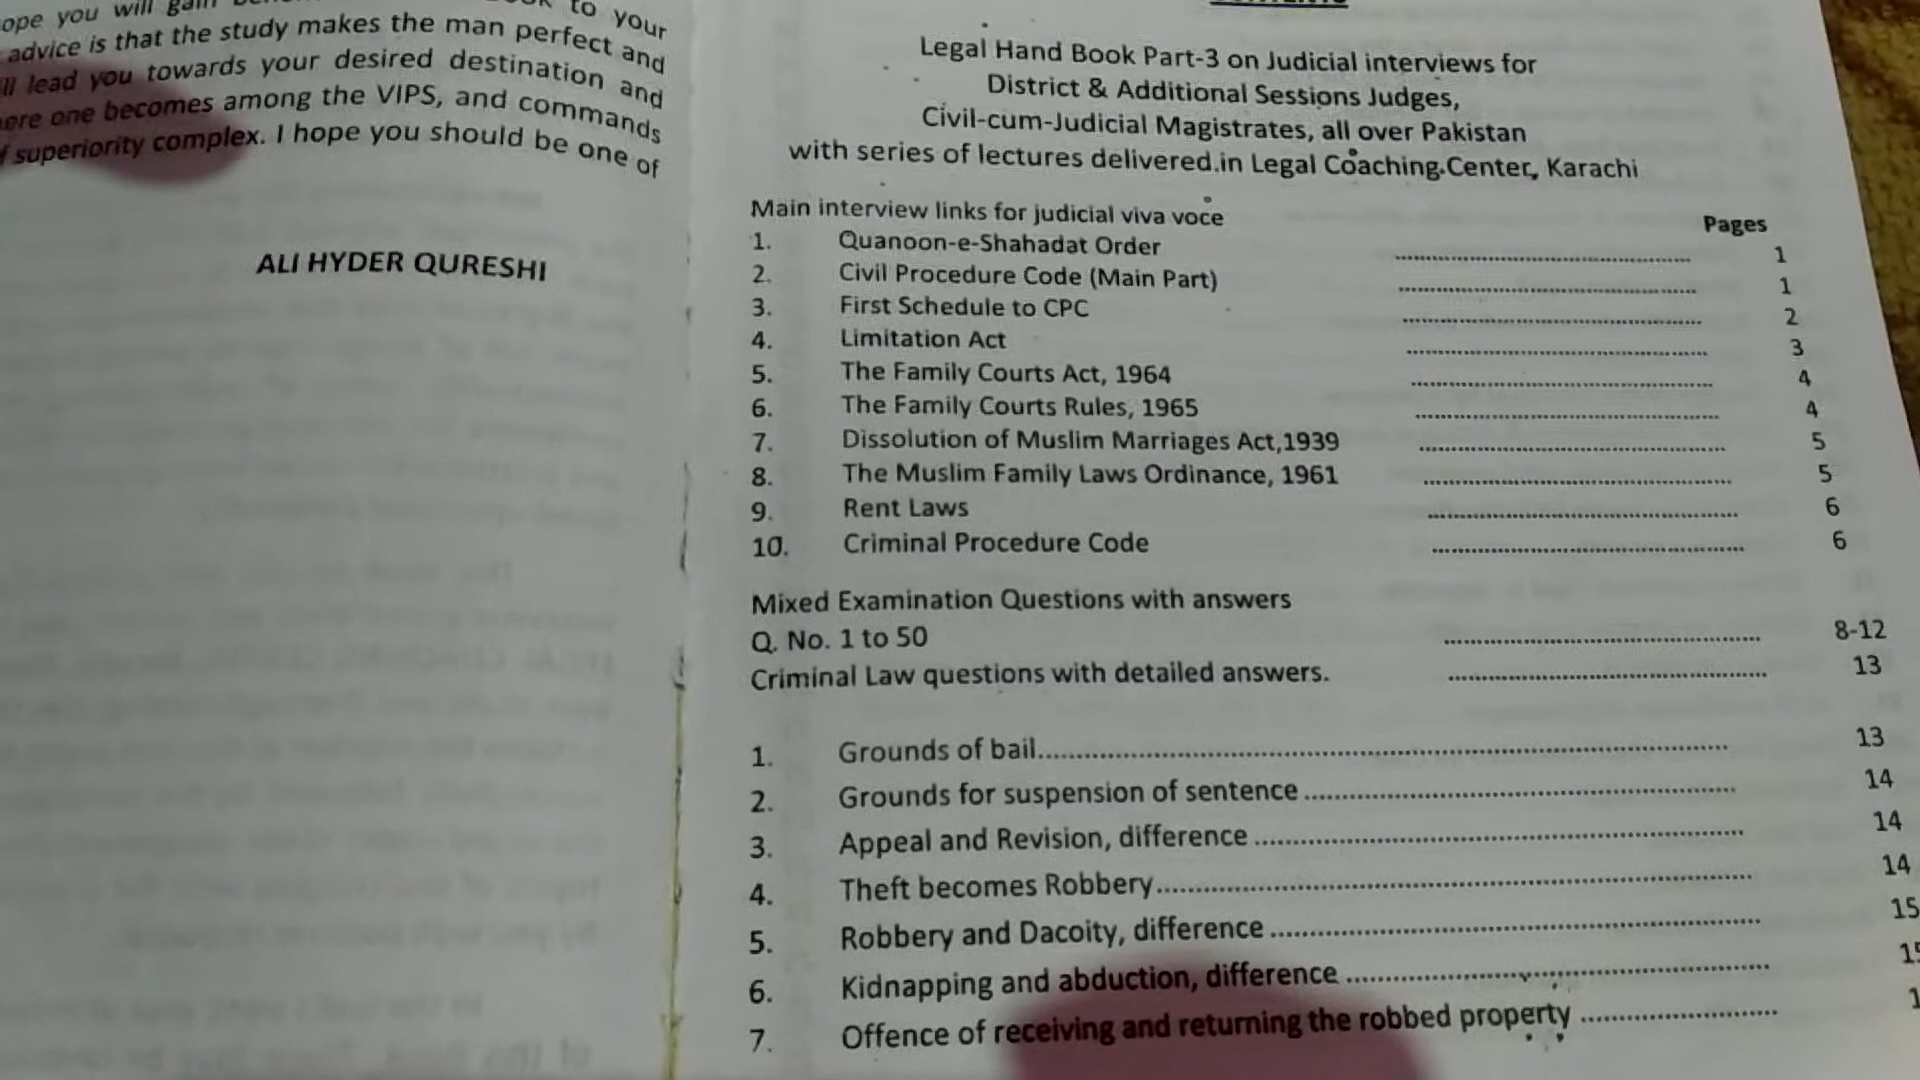 ope you will gain to your
advice is that the study makes the man perfect and
ll lead you towards your desired destination and
ere one becomes among the VIPS, and commands
f superiority complex. I hope you should be one of
ALI HYDER QURESHI
Legal Hand Book Part-3 on Judicial interviews for
District & Additional Sessions Judges,
Civil-cum-Judicial Magistrates, all over Pakistan
with series of lectures delivered in Legal Coaching Center, Karachi
Main interview links for judicial viva voce
Pages
1. Quanoon-e-Shahadat Order ........................ 1
2. Civil Procedure Code (Main Part) ........................ 1
3. First Schedule to CPC ........................ 2
4. Limitation Act ........................ 3
5. The Family Courts Act, 1964 ........................ 4
6. The Family Courts Rules, 1965 ........................ 4
7. Dissolution of Muslim Marriages Act,1939 ........................ 5
8. The Muslim Family Laws Ordinance, 1961 ........................ 5
9. Rent Laws ........................ 6
10. Criminal Procedure Code ........................ 6
Mixed Examination Questions with answers
Q. No. 1 to 50 ........................ 8-12
Criminal Law questions with detailed answers. ........................ 13
1. Grounds of bail........................ 13
2. Grounds for suspension of sentence ........................ 14
3. Appeal and Revision, difference ........................ 14
4. Theft becomes Robbery........................ 14
5. Robbery and Dacoity, difference ........................ 15
6. Kidnapping and abduction, difference ........................ 15
7. Offence of receiving and returning the robbed property ........................ 1